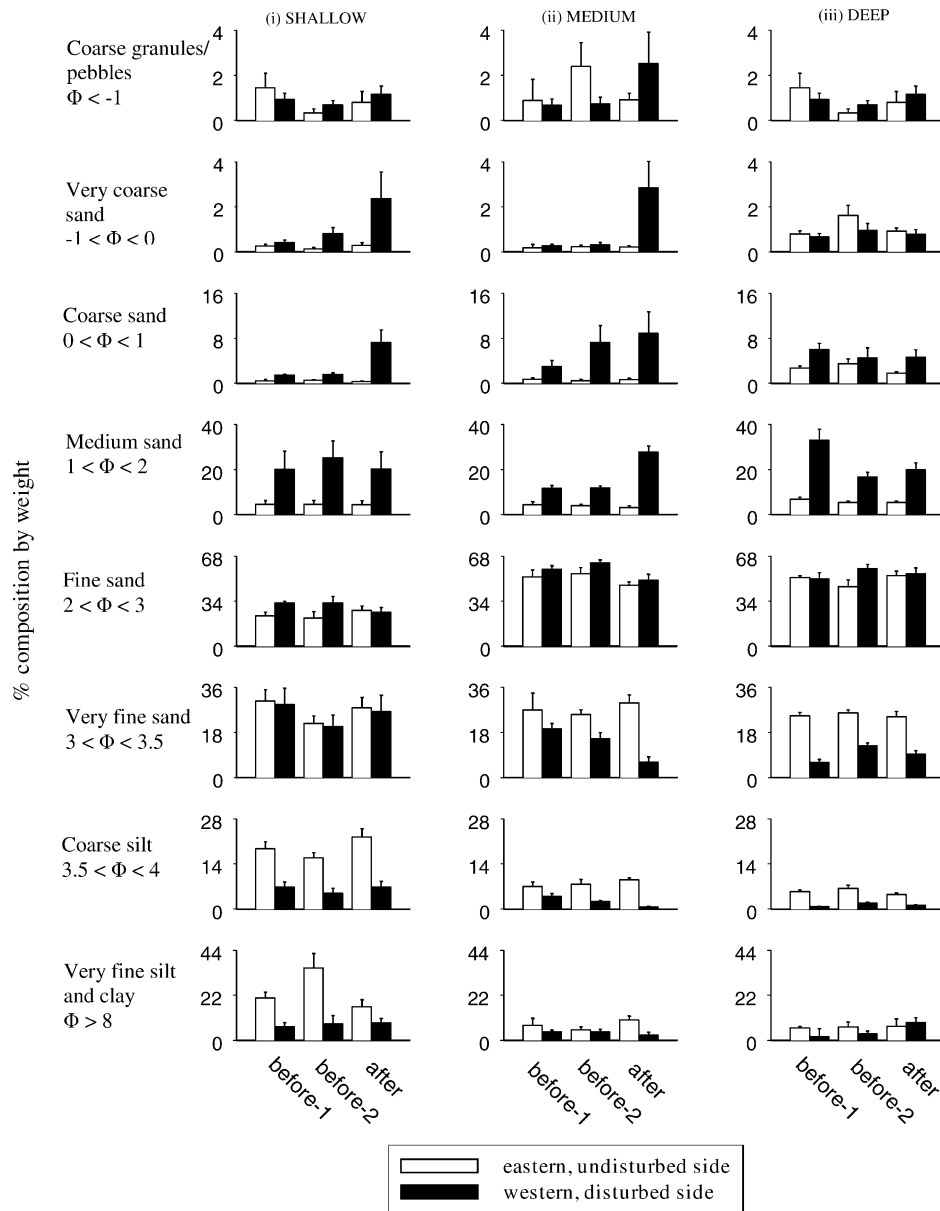 (i) SHALLOW
(ii) MEDIUM
(iii) DEEP
% composition by weight
Coarse granules/
pebbles
Φ < -1
4
2
0
4
2
0
4
2
0
Very coarse
sand
-1 < Φ < 0
4
2
0
4
2
0
4
2
0
Coarse sand
0 < Φ < 1
16
8
0
16
8
0
16
8
0
Medium sand
1 < Φ < 2
40
20
0
40
20
0
40
20
0
Fine sand
2 < Φ < 3
68
34
0
68
34
0
68
34
0
Very fine sand
3 < Φ < 3.5
36
18
0
36
18
0
36
18
0
Coarse silt
3.5 < Φ < 4
28
14
0
28
14
0
28
14
0
Very fine silt
and clay
Φ > 8
44
22
0
44
22
0
44
22
0
before-1
before-2
after
before-1
before-2
after
before-1
before-2
after
eastern, undisturbed side
western, disturbed side